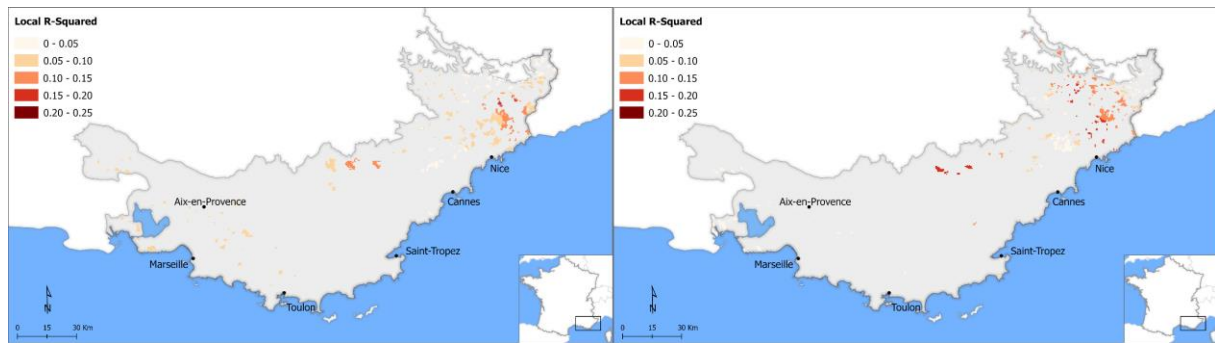 Local R-Squared
0 - 0.05
0.05 - 0.10
0.10 - 0.15
0.15 - 0.20
0.20 - 0.25
Nice
Cannes
Aix-en-Provence
Saint-Tropez
Marseille
Toulon
N
0 15 30 Km
Local R-Squared
0 - 0.05
0.05 - 0.10
0.10 - 0.15
0.15 - 0.20
0.20 - 0.25
Nice
Cannes
Aix-en-Provence
Saint-Tropez
Marseille
Toulon
N
0 15 30 Km